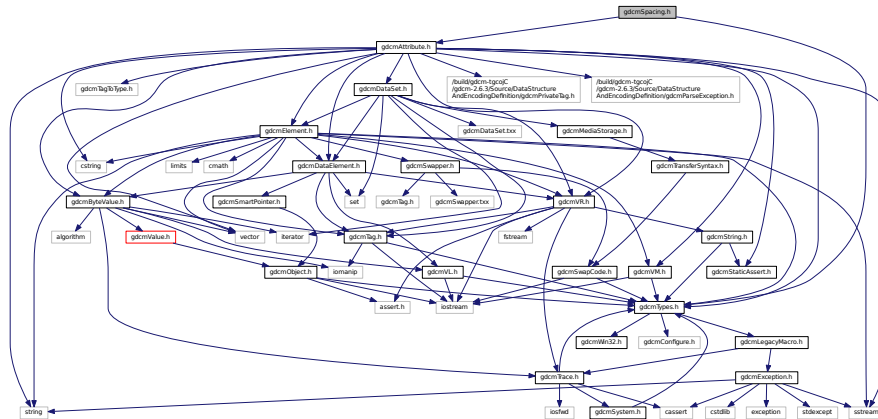 gdcmSpacing.h
gdcmAttribute.h
gdcmTagToType.h
/build/gdcm-tgcojC
/gdcm-2.6.3/Source/DataStructure
AndEncodingDefinition/gdcmPrivateTag.h
/build/gdcm-tgcojC
/gdcm-2.6.3/Source/DataStructure
AndEncodingDefinition/gdcmParseException.h
gdcmDataSet.h
gdcmElement.h
gdcmDataSet.txx
gdcmMediaStorage.h
cstring
limits
cmath
gdcmDataElement.h
gdcmSwapper.h
gdcmTransferSyntax.h
gdcmByteValue.h
gdcmSmartPointer.h
set
gdcmTag.h
gdcmSwapper.txx
gdcmVR.h
algorithm
gdcmValue.h
vector
iterator
gdcmTag.h
fstream
gdcmString.h
gdcmObject.h
iomanip
gdcmVL.h
gdcmSwapCode.h
gdcmVM.h
gdcmStaticAssert.h
assert.h
iostream
gdcmTypes.h
gdcmWin32.h
gdcmConfigure.h
gdcmLegacyMacro.h
gdcmTrace.h
gdcmException.h
string
iosfwd
gdcmSystem.h
cassert
cstdlib
exception
stdexcept
sstream